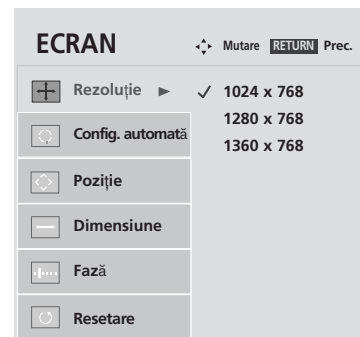 ECRAN Mutare RETURN Prec.
Rezoluție ► ✓ 1024 x 768
Config. automată 1280 x 768
1360 x 768
Poziție
Dimensiune
Fază
Resetare